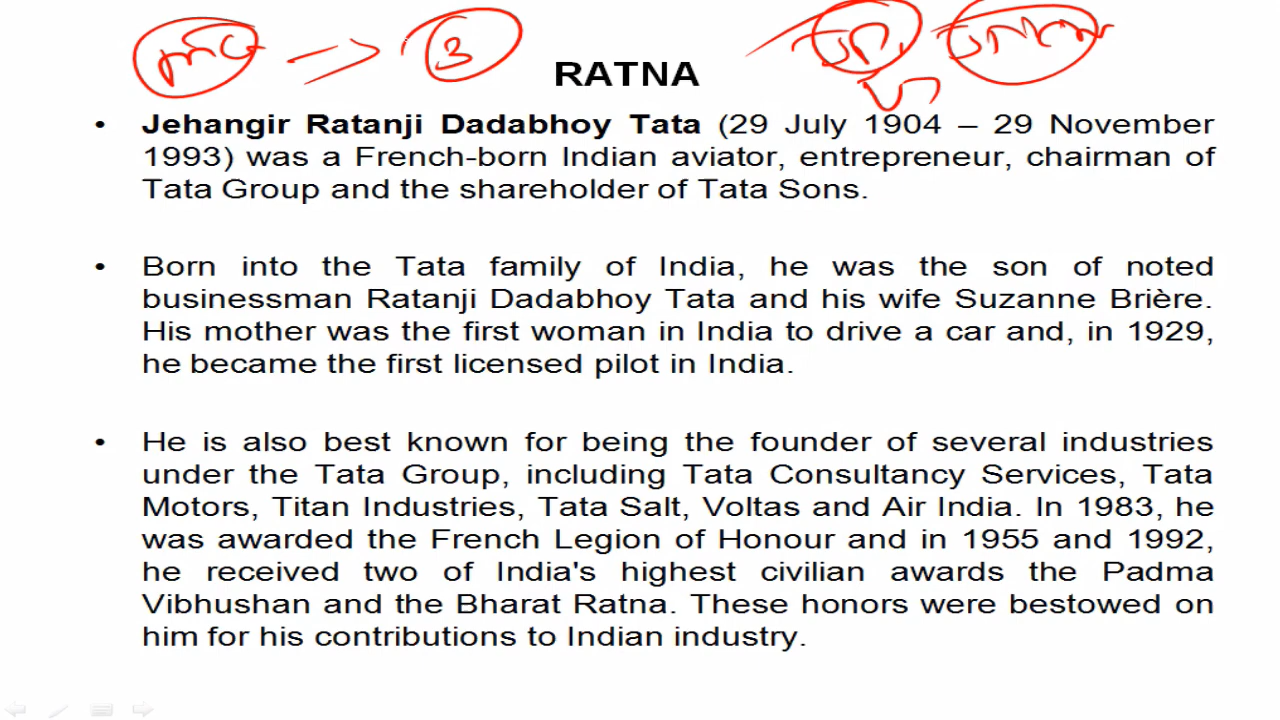 RATNA
• Jehangir Ratanji Dadabhoy Tata (29 July 1904 – 29 November
1993) was a French-born Indian aviator, entrepreneur, chairman of
Tata Group and the shareholder of Tata Sons.
• Born into the Tata family of India, he was the son of noted
businessman Ratanji Dadabhoy Tata and his wife Suzanne Brière.
His mother was the first woman in India to drive a car and, in 1929,
he became the first licensed pilot in India.
• He is also best known for being the founder of several industries
under the Tata Group, including Tata Consultancy Services, Tata
Motors, Titan Industries, Tata Salt, Voltas and Air India. In 1983, he
was awarded the French Legion of Honour and in 1955 and 1992,
he received two of India's highest civilian awards the Padma
Vibhushan and the Bharat Ratna. These honors were bestowed on
him for his contributions to Indian industry.